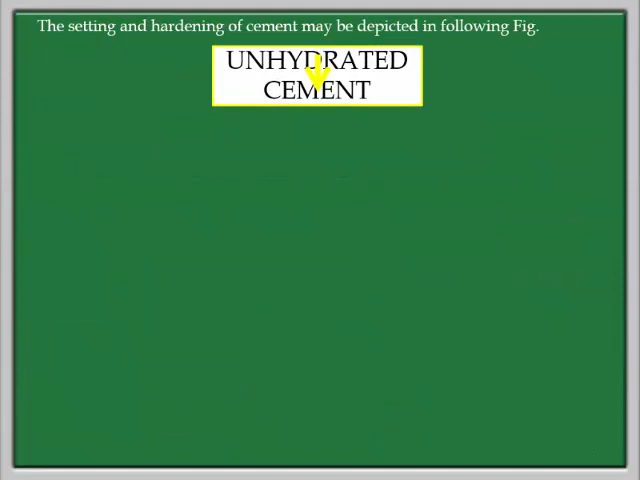 The setting and hardening of cement may be depicted in following Fig.
UNHYDRATED
CEMENT